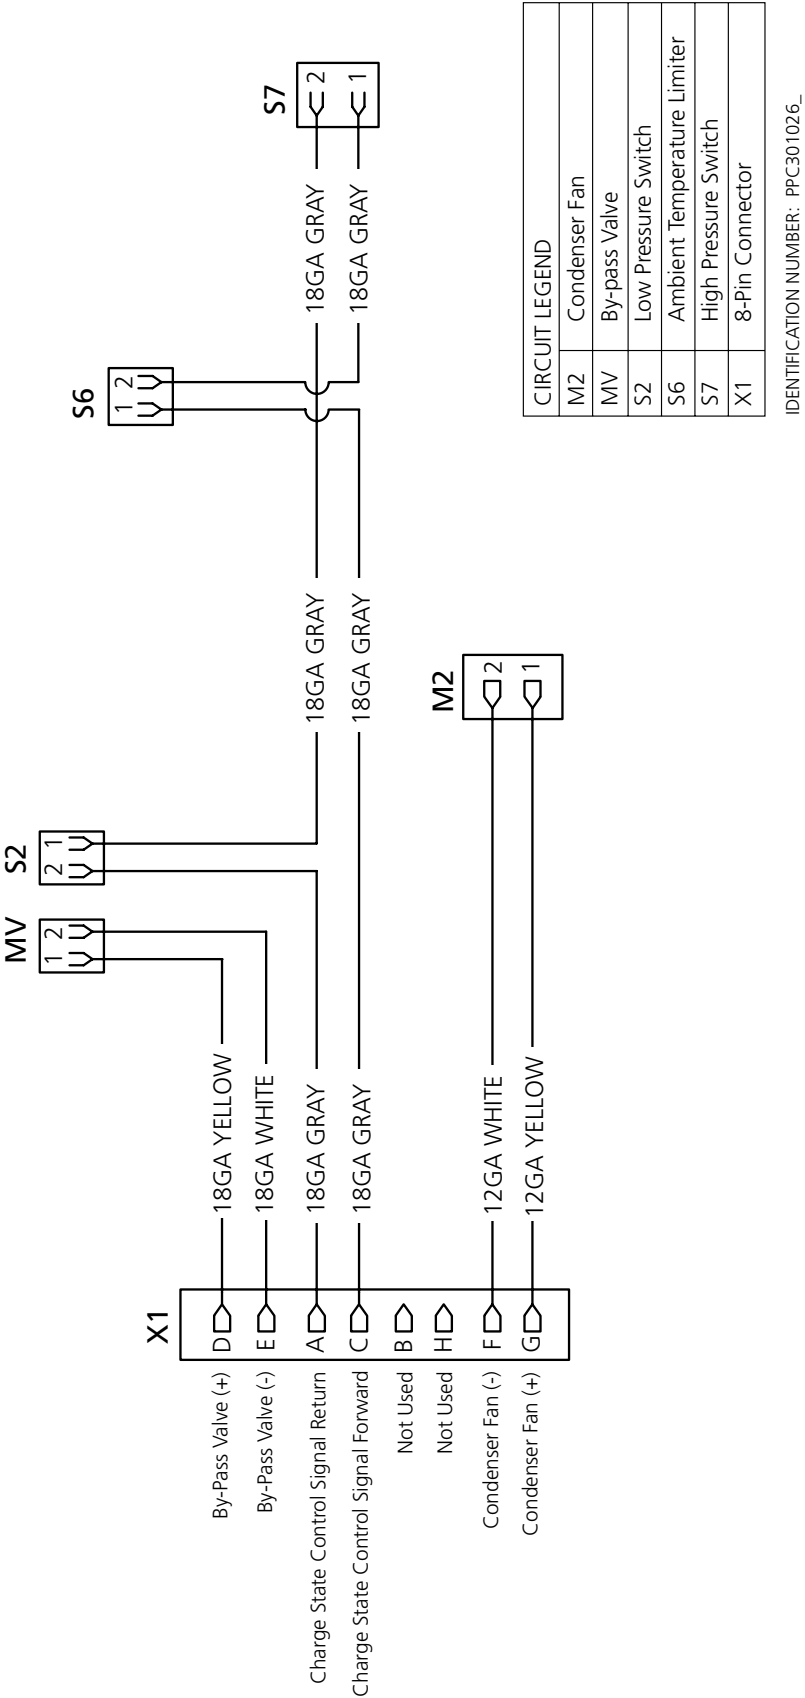 X1
By-Pass Valve (+)
D
18GA YELLOW
By-Pass Valve (-)
E
18GA WHITE
Charge State Control Signal Return
A
18GA GRAY
18GA GRAY
18GA GRAY
Charge State Control Signal Forward
C
18GA GRAY
18GA GRAY
18GA GRAY
Not Used
B
Not Used
H
Condenser Fan (-)
F
12GA WHITE
Condenser Fan (+)
G
12GA YELLOW
MV
1 2
S2
2 1
S6
1 2
S7
2
1
M2
2
1
CIRCUIT LEGEND
M2 Condenser Fan
MV By-pass Valve
S2 Low Pressure Switch
S6 Ambient Temperature Limiter
S7 High Pressure Switch
X1 8-Pin Connector
IDENTIFICATION NUMBER: PPC301026_